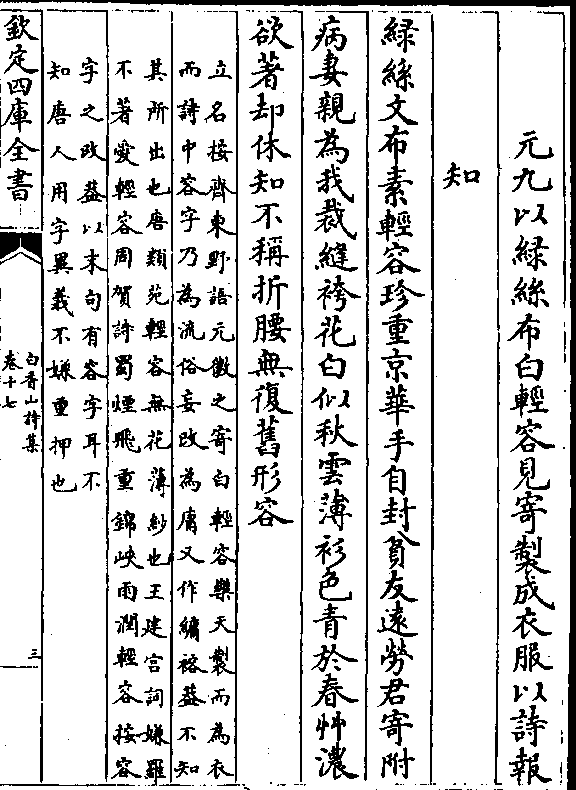 元九以緑絲布白輕容見寄製成衣服以詩報
知
緑絲文布素輕容珍重京華手自封貧友逺勞君寄附
病妻親為我裁縫袴花白似秋雲薄衫色青於春艸濃
欲著却休知不稱折腰無復舊形容
立名按齊東野語元微之寄白輕容樂天製而為衣
而詩中容字乃為流俗妄改為庸又作䌷褣葢不知
其所出也唐類苑輕容無花薄紗也王建宫詞嫌羅
不著愛輕容周賀詩蜀煙飛重錦峽雨潤輕容按容
字之改葢以末句有容字耳不
知唐人用字異義不嫌重押也
欽定四庫全書
白香山詩集
卷十七
三